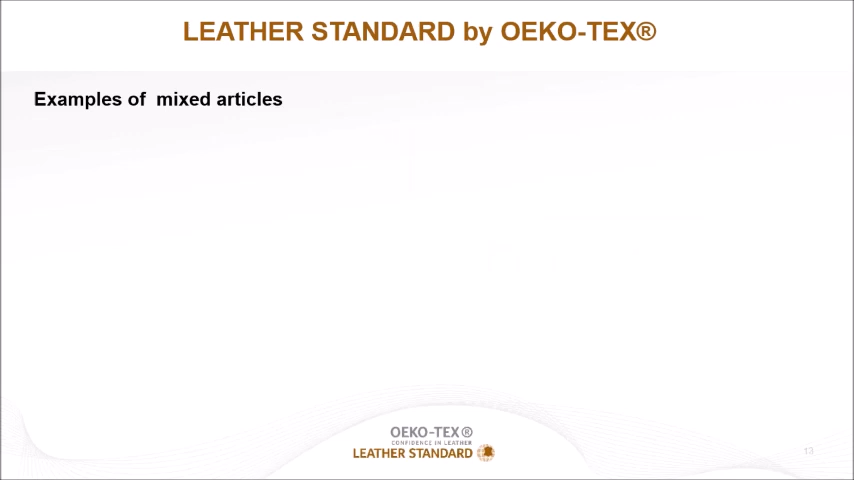 LEATHER STANDARD by OEKO-TEX®
Examples of mixed articles
OEKO-TEX®
CONFIDENCE IN LEATHER
LEATHER STANDARD
13